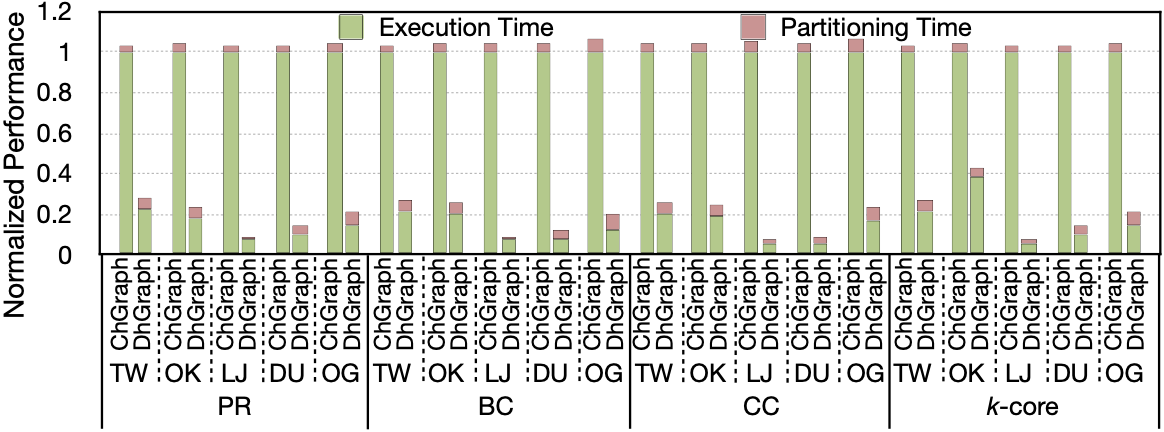 Normalized Performance
1.2
1
0.8
0.6
0.4
0.2
0
Execution Time
Partitioning Time
ChGraph DhGraph ChGraph DhGraph ChGraph DhGraph ChGraph DhGraph ChGraph DhGraph ChGraph DhGraph ChGraph DhGraph ChGraph DhGraph ChGraph DhGraph ChGraph DhGraph ChGraph DhGraph ChGraph DhGraph ChGraph DhGraph ChGraph DhGraph ChGraph DhGraph ChGraph DhGraph ChGraph DhGraph ChGraph DhGraph ChGraph DhGraph ChGraph DhGraph
TW OK LJ DU OG TW OK LJ DU OG TW OK LJ DU OG TW OK LJ DU OG
PR BC CC k-core